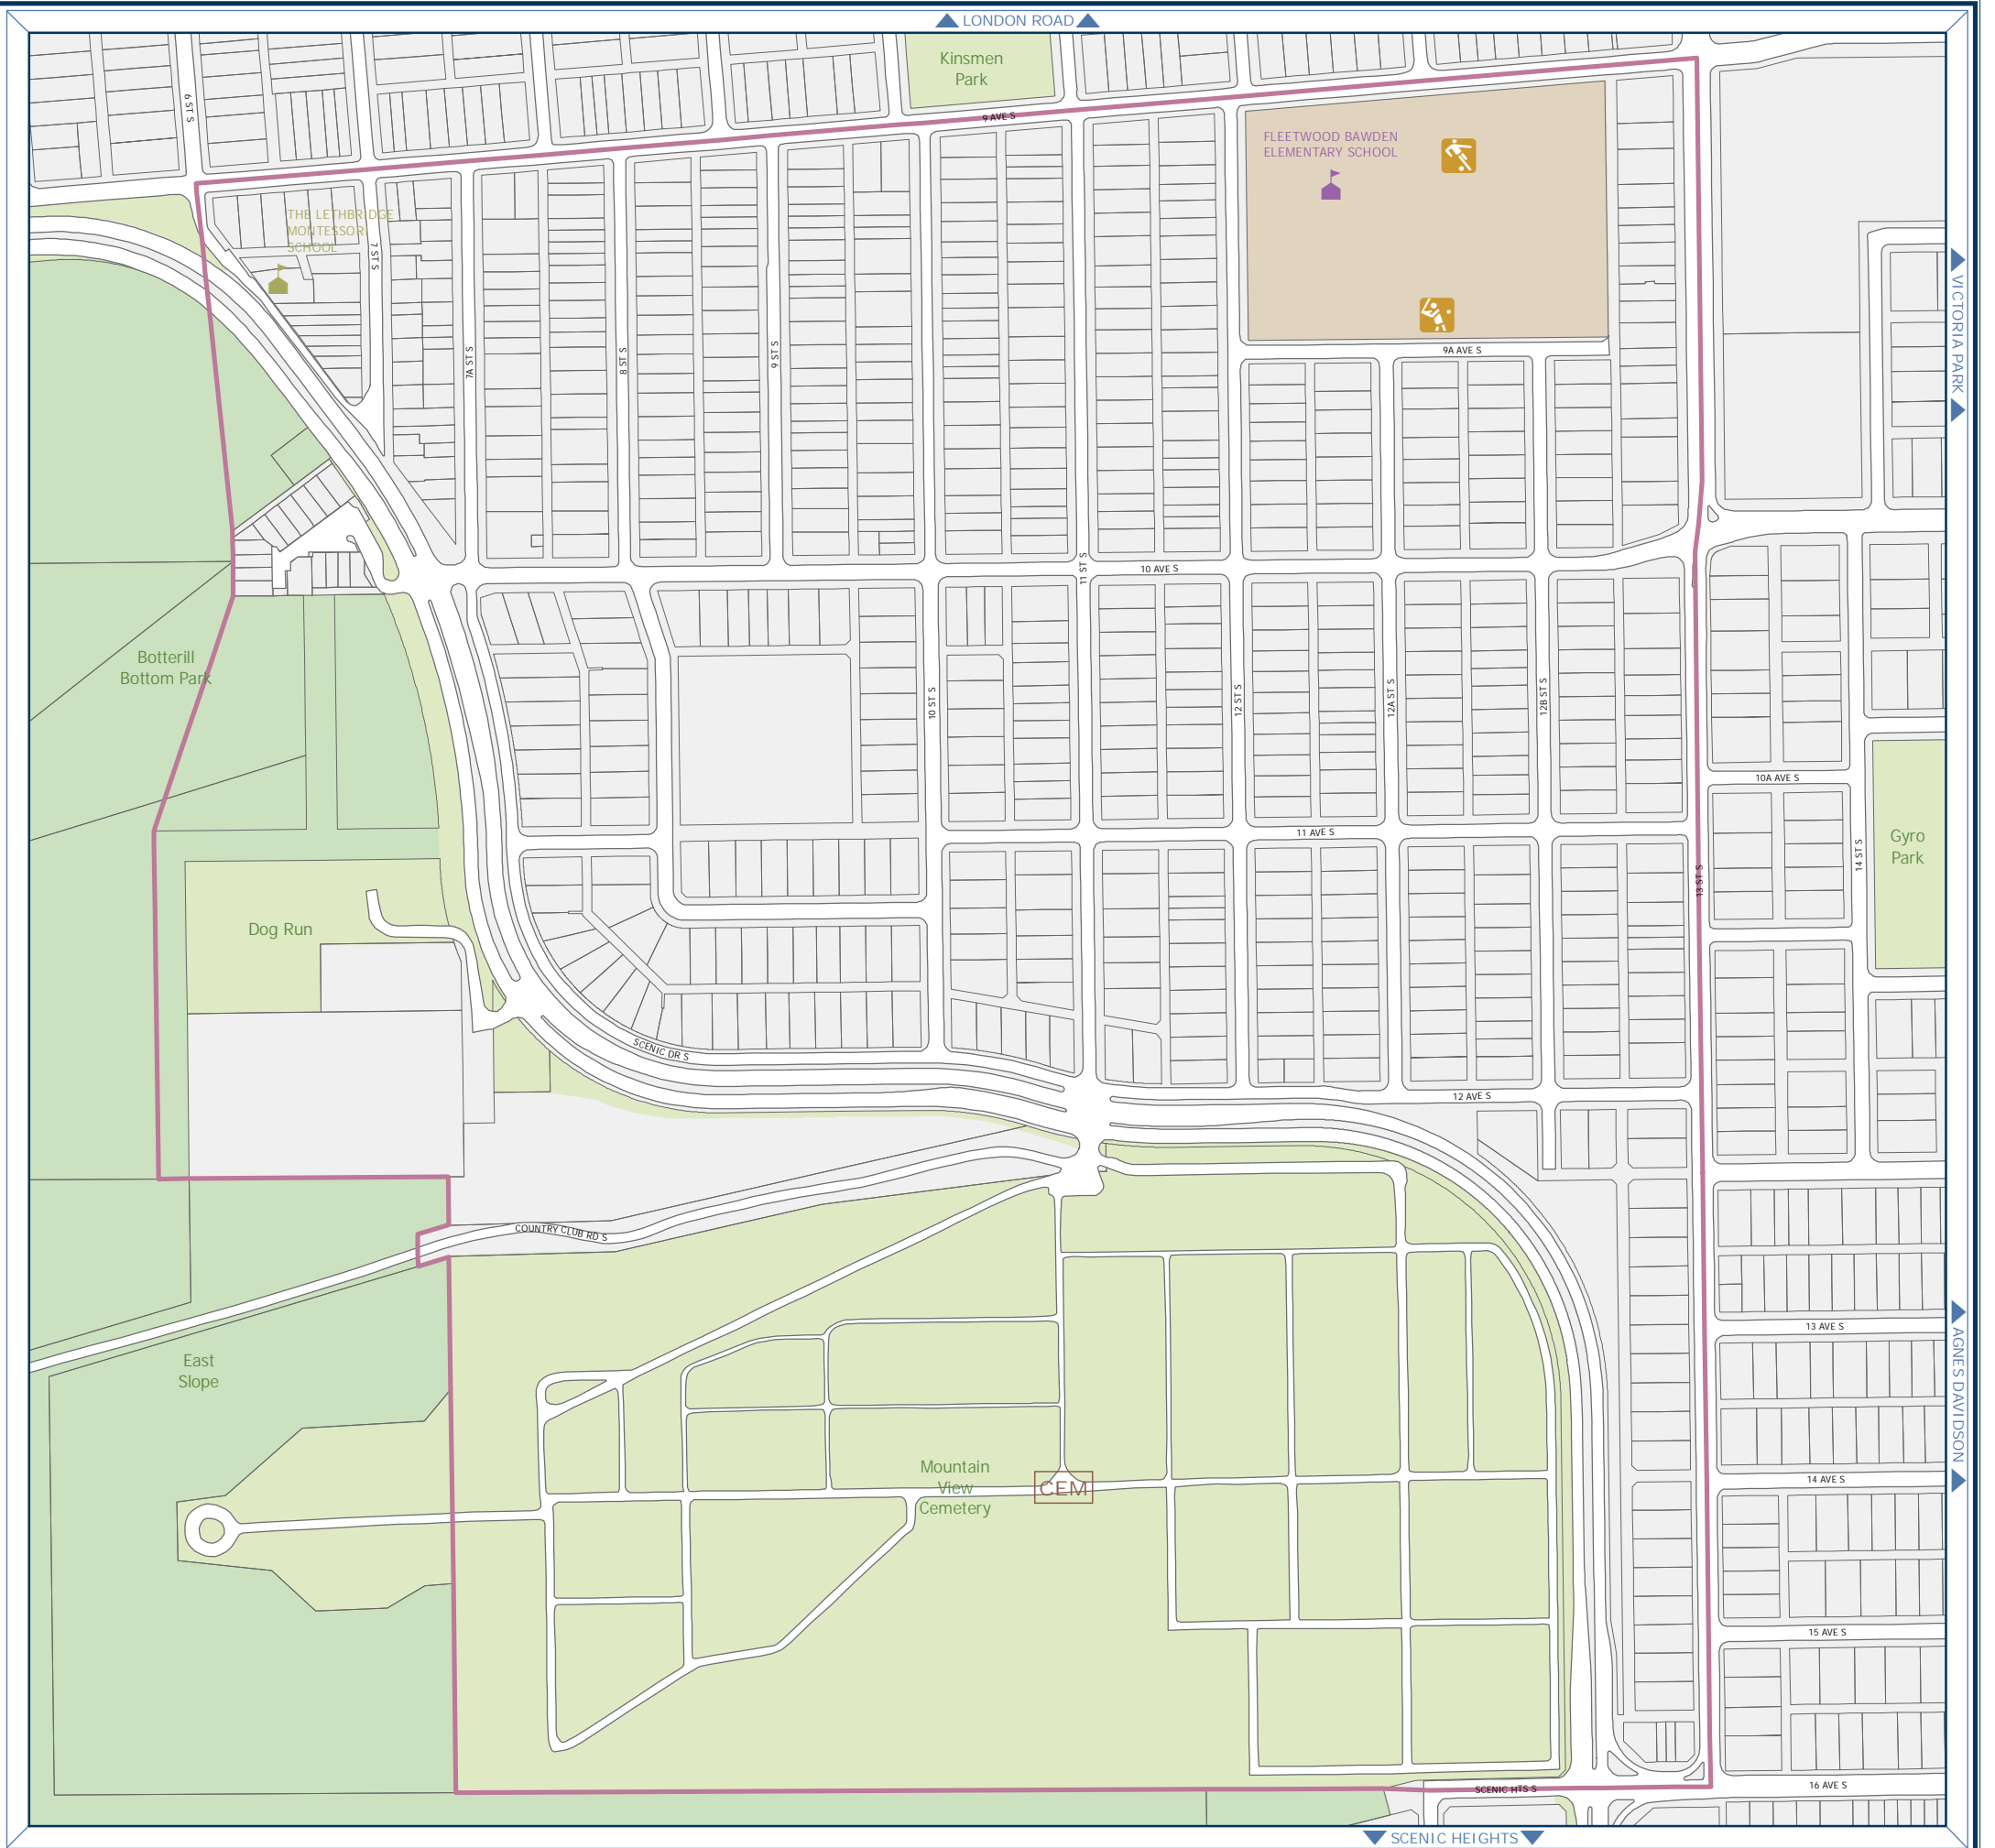 LONDON ROAD
Kinsmen
Park
6 ST S
9 AVE S
FLEETWOOD BAWDEN
ELEMENTARY SCHOOL
THE LETHBRIDGE
MONTESSORI
SCHOOL
7 ST S
7A ST S
8 ST S
9 ST S
9A AVE S
VICTORIA PARK
11 ST S
10 AVE S
Botterill
Bottom Park
10 ST S
12 ST S
12A ST S
12B ST S
10A AVE S
11 AVE S
13 ST S
14 ST S
Gyro
Park
Dog Run
SCENIC DR S
12 AVE S
COUNTRY CLUB RD S
13 AVE S
East
Slope
AGNES DAVIDSON
Mountain
View
Cemetery
CEM
14 AVE S
15 AVE S
SCENIC HTS S
16 AVE S
SCENIC HEIGHTS